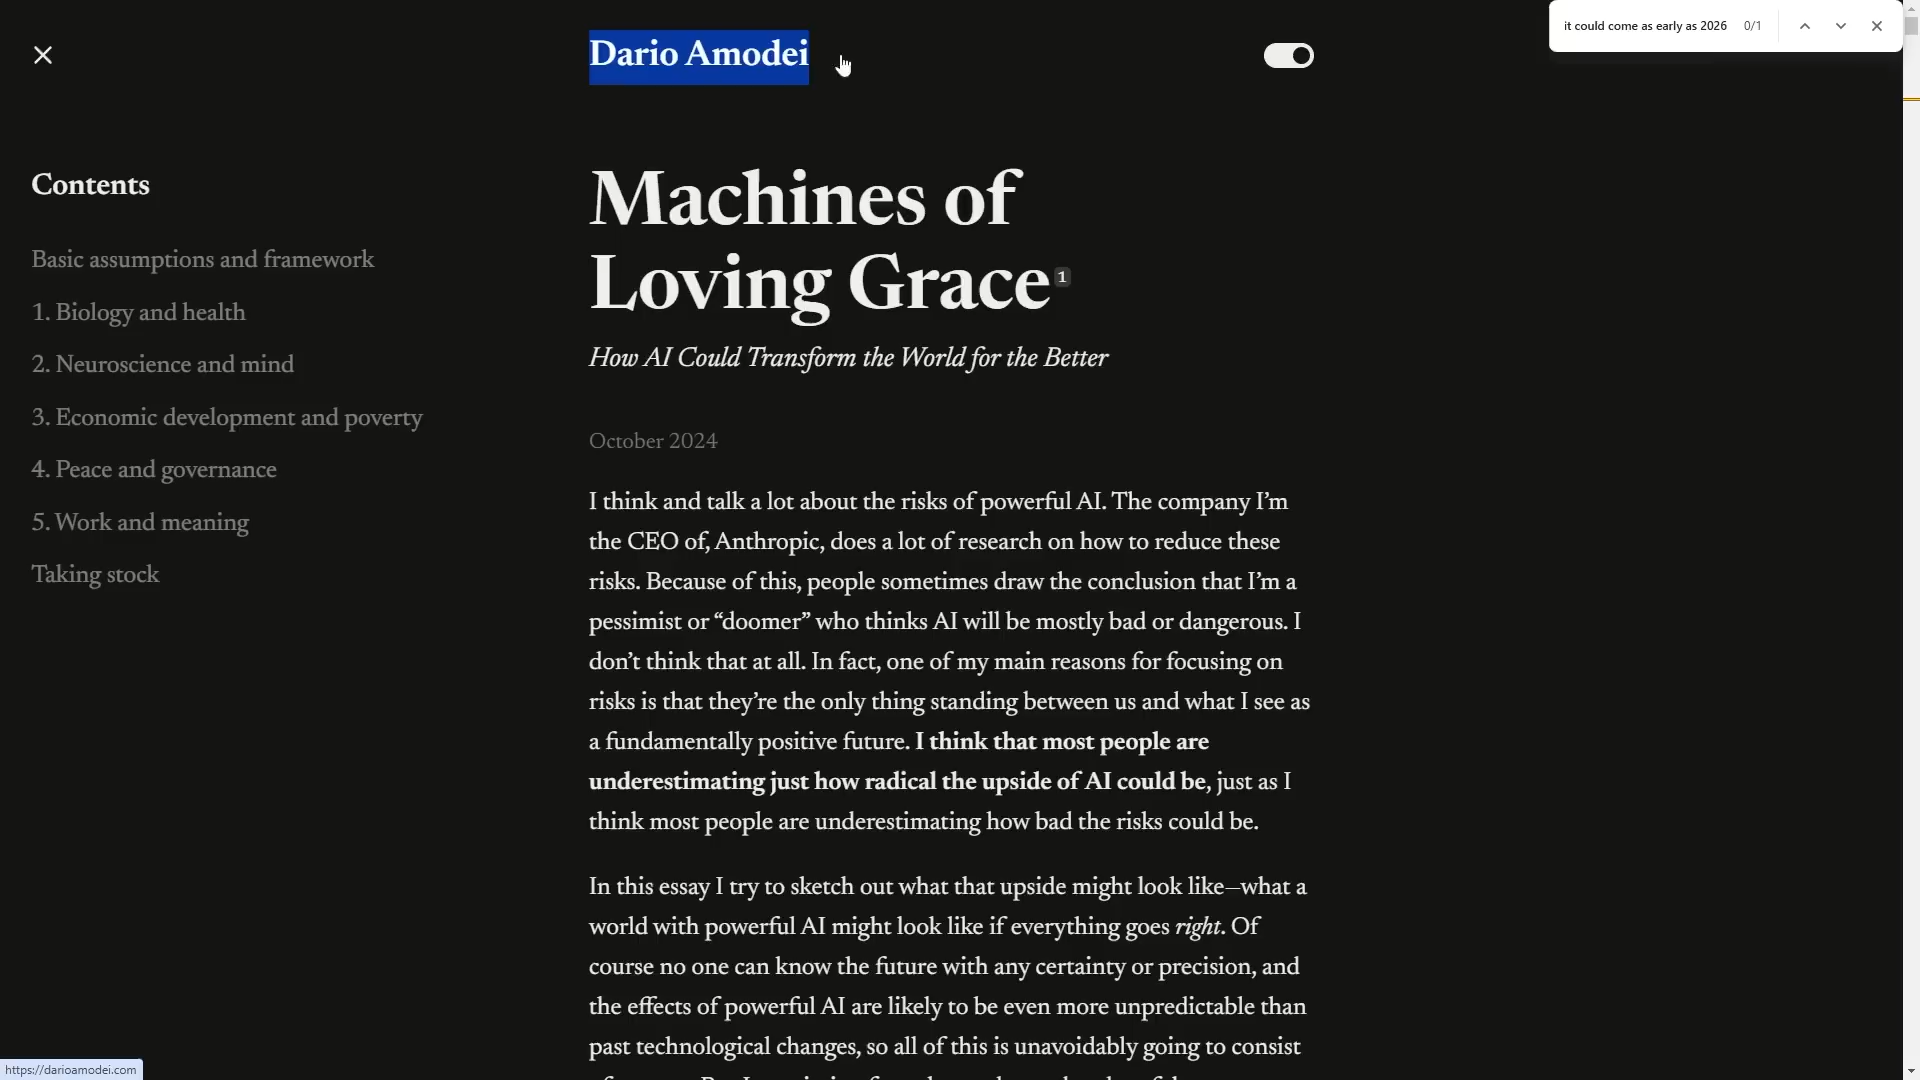 it could come as early as 2026 0/1
Dario Amodei
Contents
Basic assumptions and framework
1. Biology and health
2. Neuroscience and mind
3. Economic development and poverty
4. Peace and governance
5. Work and meaning
Taking stock
Machines of
Loving Grace 1
How AI Could Transform the World for the Better
October 2024
I think and talk a lot about the risks of powerful AI. The company I’m
the CEO of, Anthropic, does a lot of research on how to reduce these
risks. Because of this, people sometimes draw the conclusion that I’m a
pessimist or “doomer” who thinks AI will be mostly bad or dangerous. I
don’t think that at all. In fact, one of my main reasons for focusing on
risks is that they’re the only thing standing between us and what I see as
a fundamentally positive future. I think that most people are
underestimating just how radical the upside of AI could be, just as I
think most people are underestimating how bad the risks could be.
In this essay I try to sketch out what that upside might look like—what a
world with powerful AI might look like if everything goes right. Of
course no one can know the future with any certainty or precision, and
the effects of powerful AI are likely to be even more unpredictable than
past technological changes, so all of this is unavoidably going to consist
https://darioamodei.com